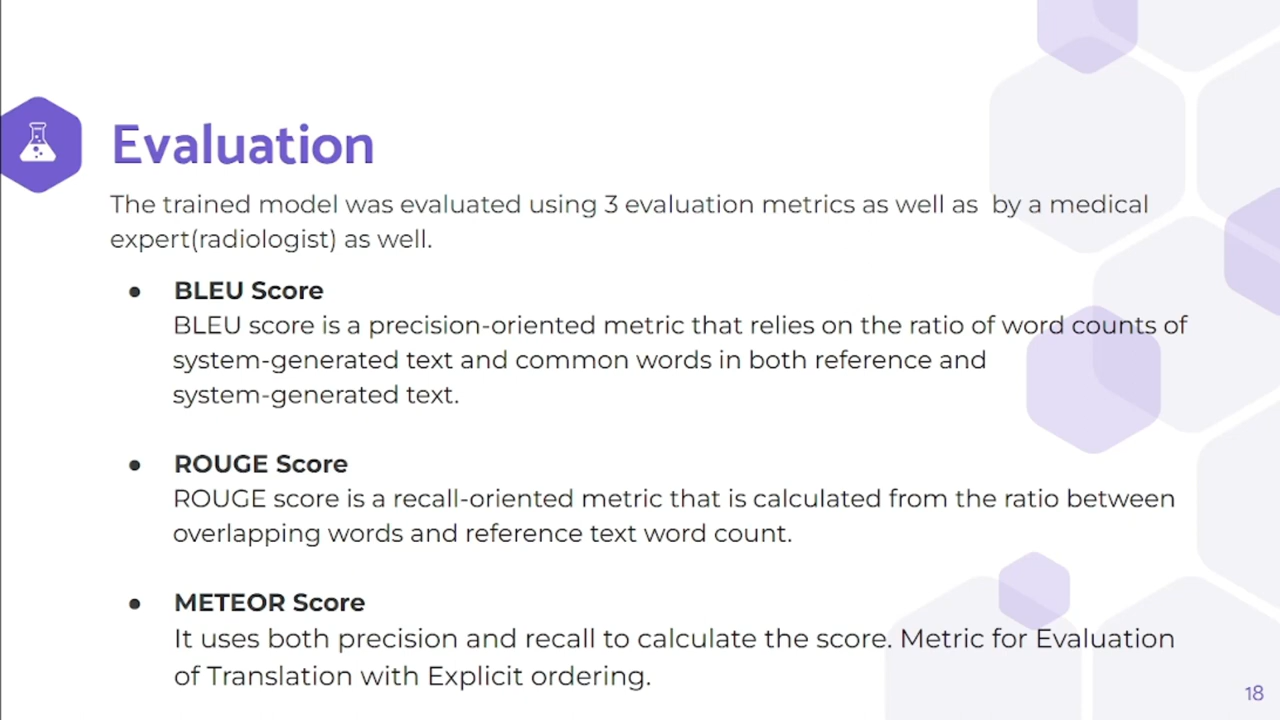 Evaluation
The trained model was evaluated using 3 evaluation metrics as well as  by a medical
expert(radiologist) as well.
● BLEU Score
BLEU score is a precision-oriented metric that relies on the ratio of word counts of
system-generated text and common words in both reference and
system-generated text.
● ROUGE Score
ROUGE score is a recall-oriented metric that is calculated from the ratio between
overlapping words and reference text word count.
● METEOR Score
It uses both precision and recall to calculate the score. Metric for Evaluation
of Translation with Explicit ordering.
18